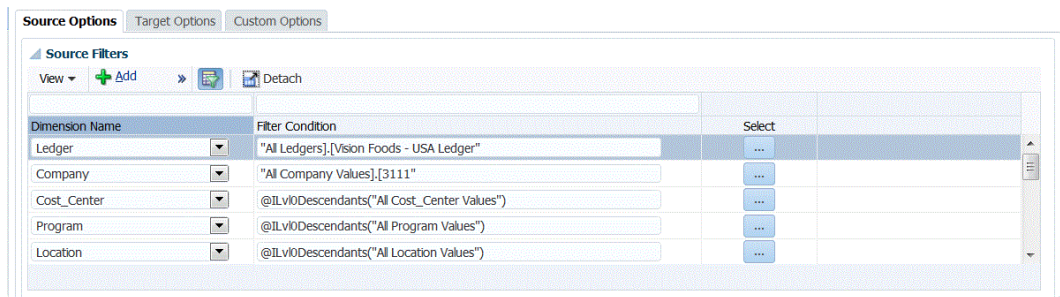 Source Options Target Options Custom Options
Source Filters
View Add » Detach
Dimension Name Filter Condition Select
Ledger "All Ledgers].[Vision Foods - USA Ledger" ...
Company "All Company Values].[3111" ...
Cost_Center @ILvl0Descendants("All Cost_Center Values") ...
Program @ILvl0Descendants("All Program Values") ...
Location @ILvl0Descendants("All Location Values") ...